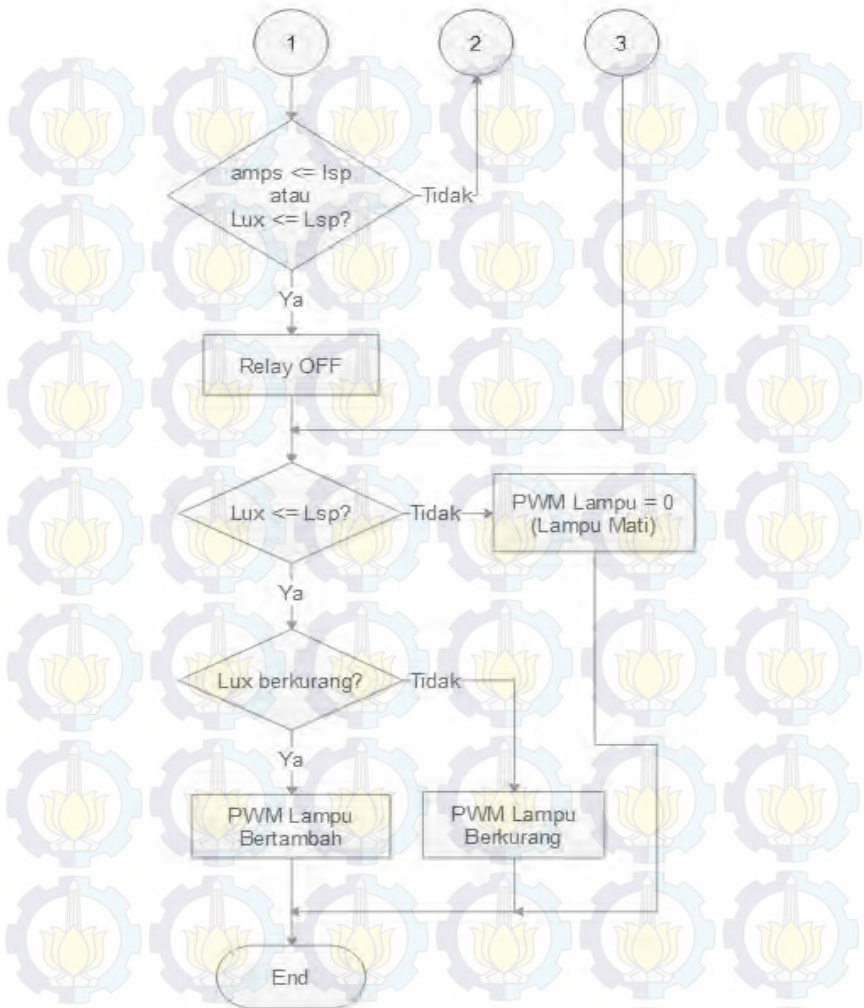 1
2
3
amps <= Isp
atau
Lux <= Lsp?
Tidak
Ya
Relay OFF
Lux <= Lsp?
Tidak
PWM Lampu = 0
(Lampu Mati)
Ya
Lux berkurang?
Tidak
Ya
PWM Lampu
Bertambah
PWM Lampu
Berkurang
End